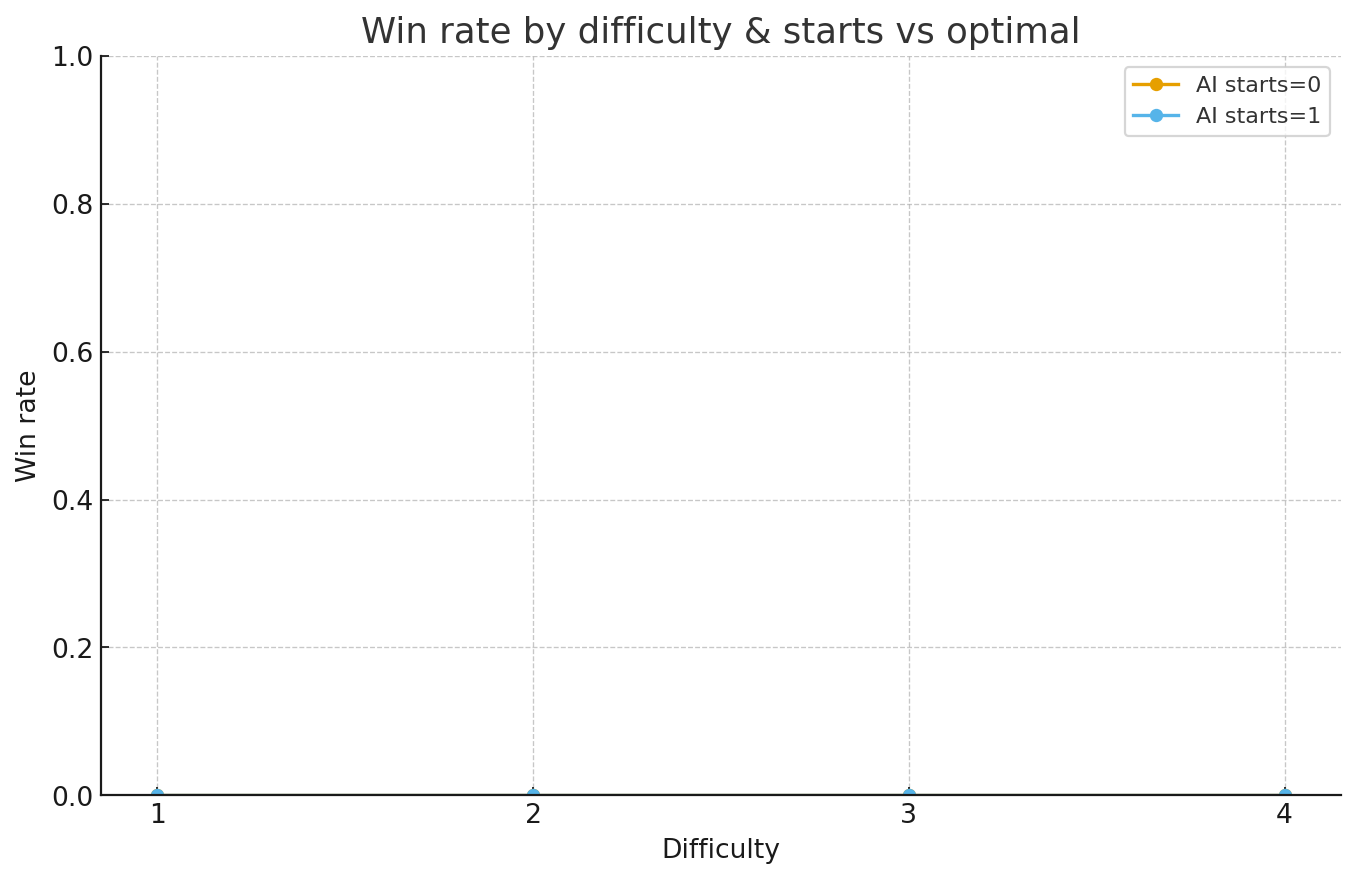 Win rate by difficulty & starts vs optimal
1.0
AI starts=0
AI starts=1
0.8
0.6
Win rate
0.4
0.2
0.0
1 2 3 4
Difficulty